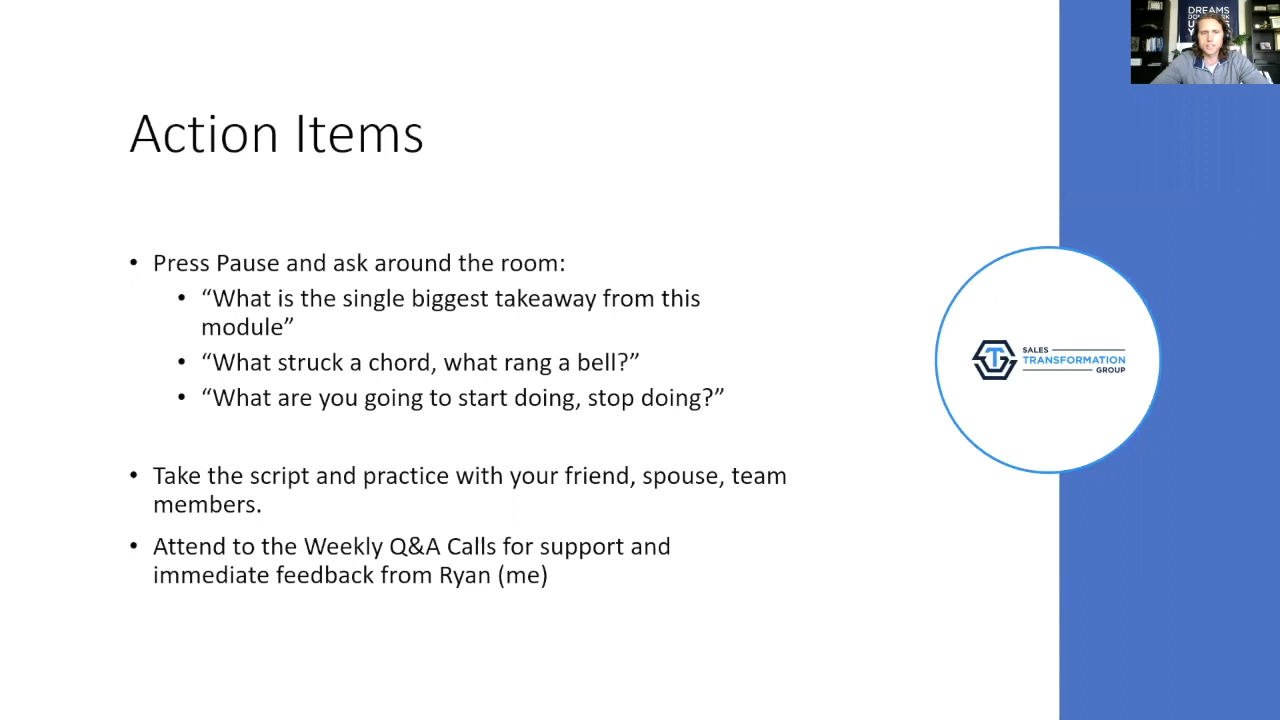 DREAMS
Action Items
• Press Pause and ask around the room:
• “What is the single biggest takeaway from this
module”
• “What struck a chord, what rang a bell?”
• “What are you going to start doing, stop doing?”
• Take the script and practice with your friend, spouse, team
members.
• Attend to the Weekly Q&A Calls for support and
immediate feedback from Ryan (me)
SALES
TRANSFORMATION
GROUP